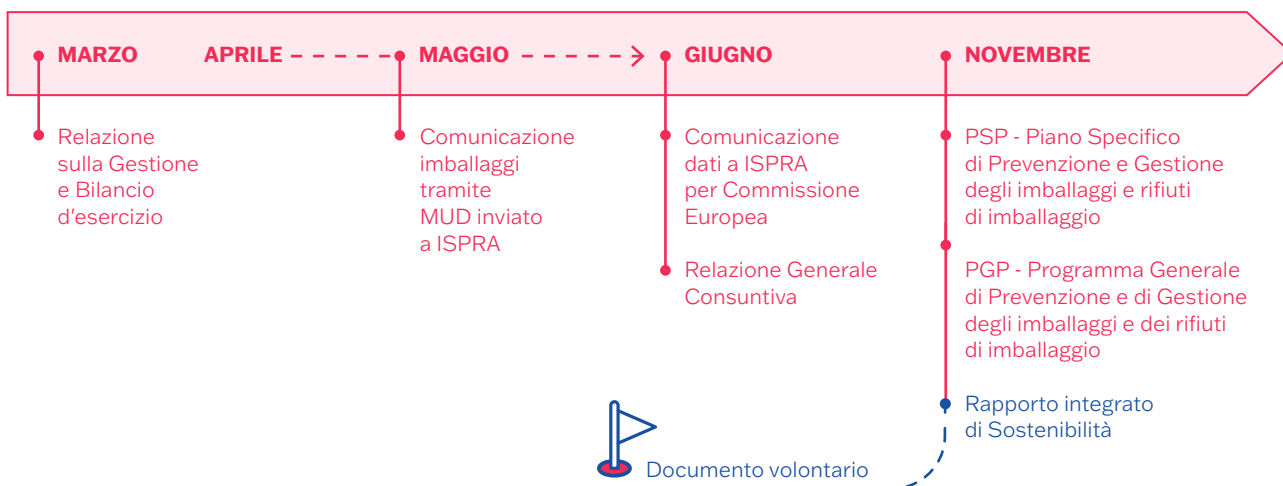 MARZO
APRILE
MAGGIO
GIUGNO
NOVEMBRE
Relazione
sulla Gestione
e Bilancio
d'esercizio
Comunicazione
imballaggi
tramite
MUD inviato
a ISPRA
Comunicazione
dati a ISPRA
per Commissione
Europea
Relazione Generale
Consuntiva
PSP - Piano Specifico
di Prevenzione e Gestione
degli imballaggi e rifiuti
di imballaggio
PGP - Programma Generale
di Prevenzione e di Gestione
degli imballaggi e dei rifiuti
di imballaggio
Rapporto integrato
di Sostenibilità
Documento volontario